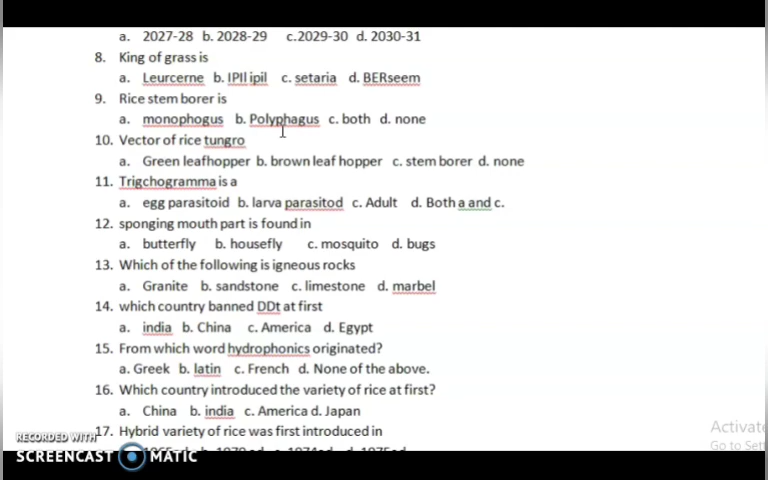 a. 2027-28 b. 2028-29 c.2029-30 d. 2030-31
8. King of grass is
a. Leurcerne b. IPIl ipil c. setaria d. BERseem
9. Rice stem borer is
a. monophogus b. Polyphagus c. both d. none
10. Vector of rice tungro
a. Green leafhopper b. brown leaf hopper c. stem borer d. none
11. Trigchogramma is a
a. egg parasitoid b. larva parasitod c. Adult d. Both a and c.
12. sponging mouth part is found in
a. butterfly b. housefly c. mosquito d. bugs
13. Which of the following is igneous rocks
a. Granite b. sandstone c. limestone d. marbel
14. which country banned DDt at first
a. india b. China c. America d. Egypt
15. From which word hydrophonics originated?
a. Greek b. latin c. French d. None of the above.
16. Which country introduced the variety of rice at first?
a. China b. india c. America d. Japan
17. Hybrid variety of rice was first introduced in
Activate
Go to Sett
RECORDED WITH
SCREENCAST MATIC